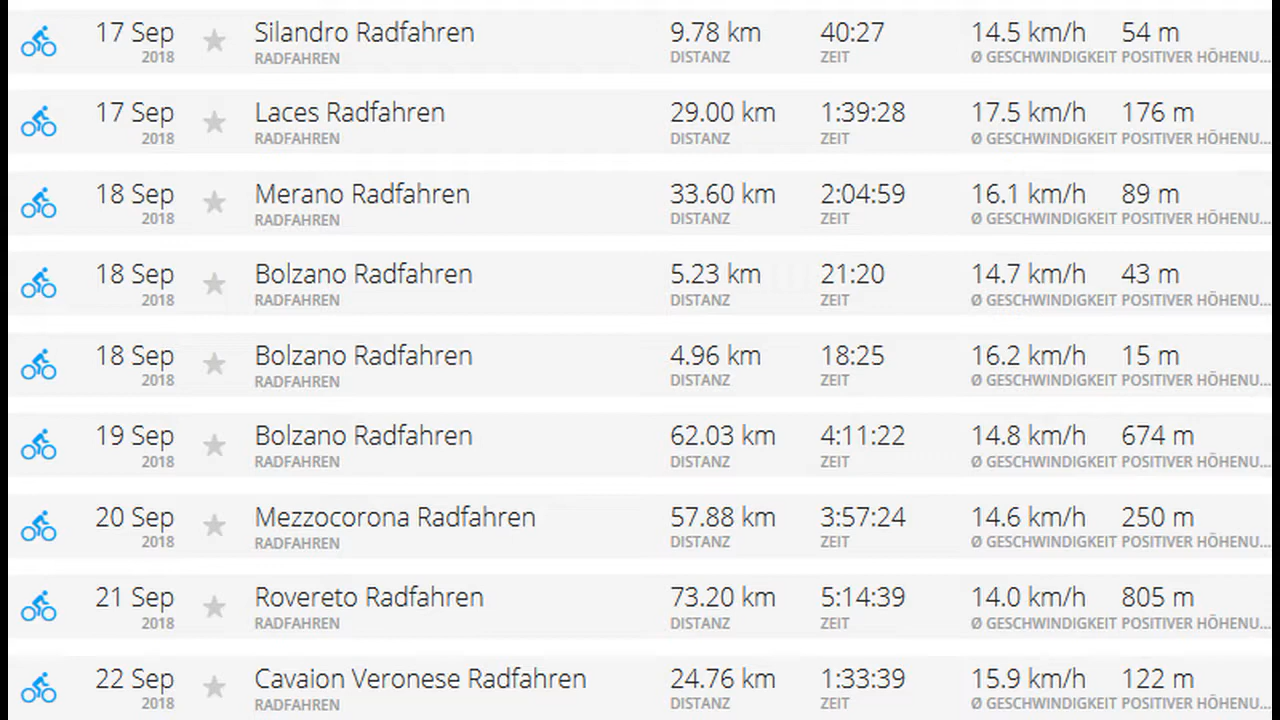 17 Sep Silandro Radfahren 9.78 km 40:27 14.5 km/h 54 m
2018 RADFAHREN DISTANZ ZEIT Ø GESCHWINDIGKEIT POSITIVER HÖHENU...
17 Sep Laces Radfahren 29.00 km 1:39:28 17.5 km/h 176 m
2018 RADFAHREN DISTANZ ZEIT Ø GESCHWINDIGKEIT POSITIVER HÖHENU...
18 Sep Merano Radfahren 33.60 km 2:04:59 16.1 km/h 89 m
2018 RADFAHREN DISTANZ ZEIT Ø GESCHWINDIGKEIT POSITIVER HÖHENU...
18 Sep Bolzano Radfahren 5.23 km 21:20 14.7 km/h 43 m
2018 RADFAHREN DISTANZ ZEIT Ø GESCHWINDIGKEIT POSITIVER HÖHENU...
18 Sep Bolzano Radfahren 4.96 km 18:25 16.2 km/h 15 m
2018 RADFAHREN DISTANZ ZEIT Ø GESCHWINDIGKEIT POSITIVER HÖHENU...
19 Sep Bolzano Radfahren 62.03 km 4:11:22 14.8 km/h 674 m
2018 RADFAHREN DISTANZ ZEIT Ø GESCHWINDIGKEIT POSITIVER HÖHENU...
20 Sep Mezzocorona Radfahren 57.88 km 3:57:24 14.6 km/h 250 m
2018 RADFAHREN DISTANZ ZEIT Ø GESCHWINDIGKEIT POSITIVER HÖHENU...
21 Sep Rovereto Radfahren 73.20 km 5:14:39 14.0 km/h 805 m
2018 RADFAHREN DISTANZ ZEIT Ø GESCHWINDIGKEIT POSITIVER HÖHENU...
22 Sep Cavaion Veronese Radfahren 24.76 km 1:33:39 15.9 km/h 122 m
2018 RADFAHREN DISTANZ ZEIT Ø GESCHWINDIGKEIT POSITIVER HÖHENU...